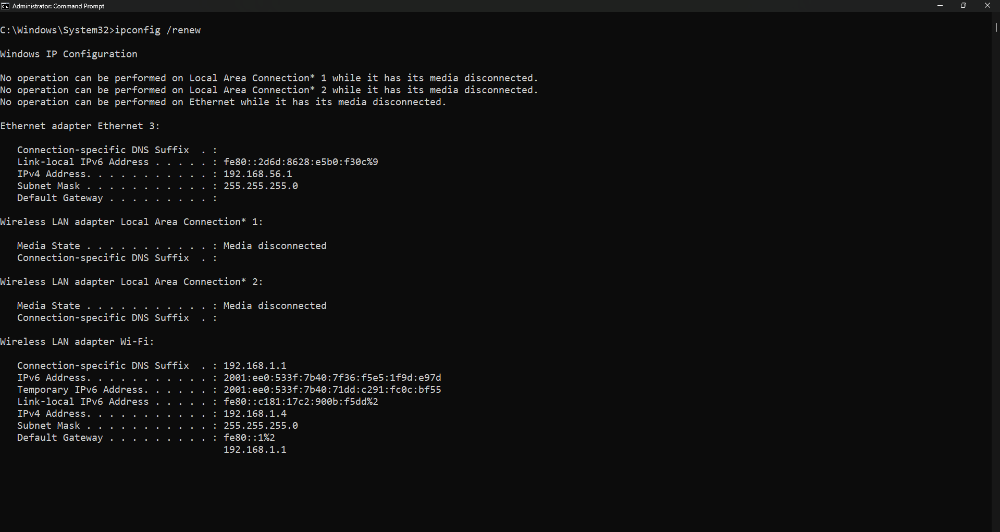 Administrator: Command Prompt
C:\Windows\System32>ipconfig /renew
Windows IP Configuration
No operation can be performed on Local Area Connection* 1 while it has its media disconnected.
No operation can be performed on Local Area Connection* 2 while it has its media disconnected.
No operation can be performed on Ethernet while it has its media disconnected.
Ethernet adapter Ethernet 3:
   Connection-specific DNS Suffix  . :
   Link-local IPv6 Address . . . . . : fe80::2d6d:8628:e5b0:f30c%9
   IPv4 Address. . . . . . . . . . . : 192.168.56.1
   Subnet Mask . . . . . . . . . . . : 255.255.255.0
   Default Gateway . . . . . . . . . :
Wireless LAN adapter Local Area Connection* 1:
   Media State . . . . . . . . . . . : Media disconnected
   Connection-specific DNS Suffix  . :
Wireless LAN adapter Local Area Connection* 2:
   Media State . . . . . . . . . . . : Media disconnected
   Connection-specific DNS Suffix  . :
Wireless LAN adapter Wi-Fi:
   Connection-specific DNS Suffix  . : 192.168.1.1
   IPv6 Address. . . . . . . . . . . : 2001:ee0:533f:7b40:7f36:f5e5:1f9d:e97d
   Temporary IPv6 Address. . . . . . : 2001:ee0:533f:7b40:71dd:c291:fc0c:bf55
   Link-local IPv6 Address . . . . . : fe80::c181:17c2:900b:f5dd%2
   IPv4 Address. . . . . . . . . . . : 192.168.1.4
   Subnet Mask . . . . . . . . . . . : 255.255.255.0
   Default Gateway . . . . . . . . . : fe80::1%2
                                       192.168.1.1